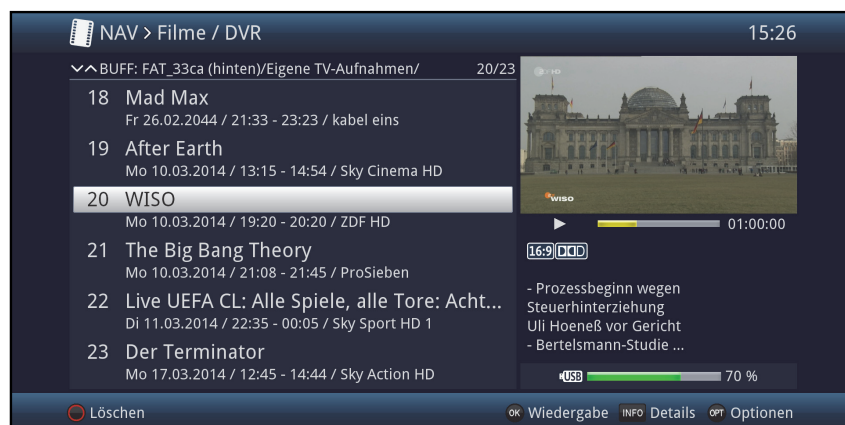 NAV > Filme / DVR
15:26
BUFF: FAT_33ca (hinten)/Eigene TV-Aufnahmen/ 20/23
18 Mad Max
Fr 26.02.2044 / 21:33 - 23:23 / kabel eins
19 After Earth
Mo 10.03.2014 / 13:15 - 14:54 / Sky Cinema HD
20 WISO
Mo 10.03.2014 / 19:20 - 20:20 / ZDF HD
21 The Big Bang Theory
Mo 10.03.2014 / 21:08 - 21:45 / ProSieben
22 Live UEFA CL: Alle Spiele, alle Tore: Acht...
Di 11.03.2014 / 22:35 - 00:05 / Sky Sport HD 1
23 Der Terminator
Mo 17.03.2014 / 12:45 - 14:44 / Sky Action HD
HD
wiso
01:00:00
16:9
- Prozessbeginn wegen
Steuerhinterziehung
Uli Hoeneß vor Gericht
- Bertelsmann-Studie ...
USB 70 %
Löschen
OK Wiedergabe INFO Details OPT Optionen